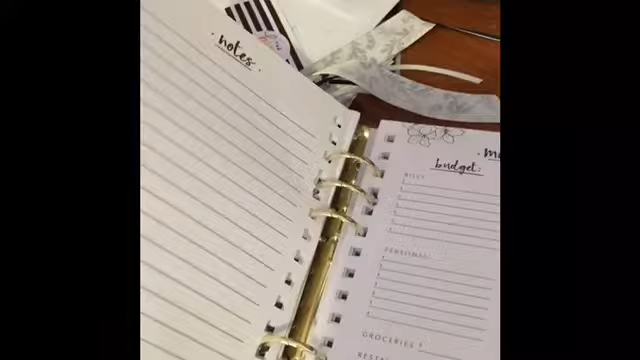 · notes ·
budget:
BILLS
PERSONAL
GROCERIES $